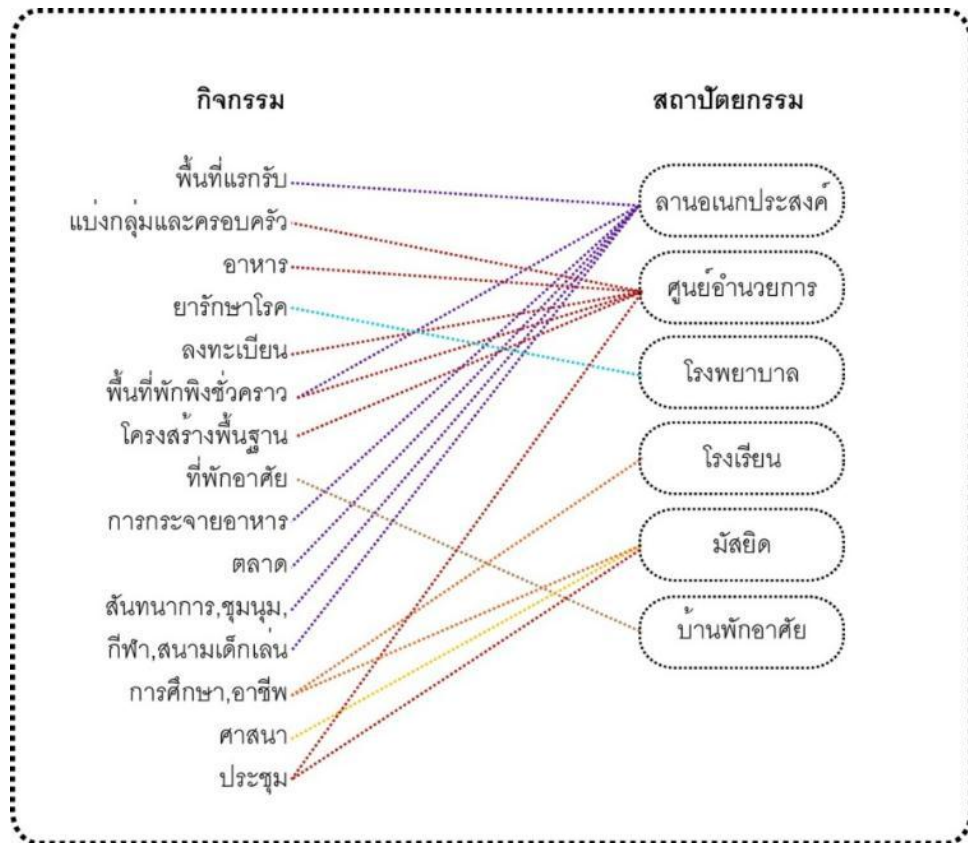 กิจกรรม
สถาปัตยกรรม
พื้นที่แรกรับ
แบ่งกลุ่มและครอบครัว
อาหาร
ยารักษาโรค
ลงทะเบียน
พื้นที่พักพิงชั่วคราว
โครงสร้างพื้นฐาน
ที่พักอาศัย
การกระจายอาหาร
ตลาด
สันทนาการ,ชุมนุม,
กีฬา,สนามเด็กเล่น
การศึกษา,อาชีพ
ศาสนา
ประชุม
ลานอเนกประสงค์
ศูนย์อำนวยการ
โรงพยาบาล
โรงเรียน
มัสยิด
บ้านพักอาศัย